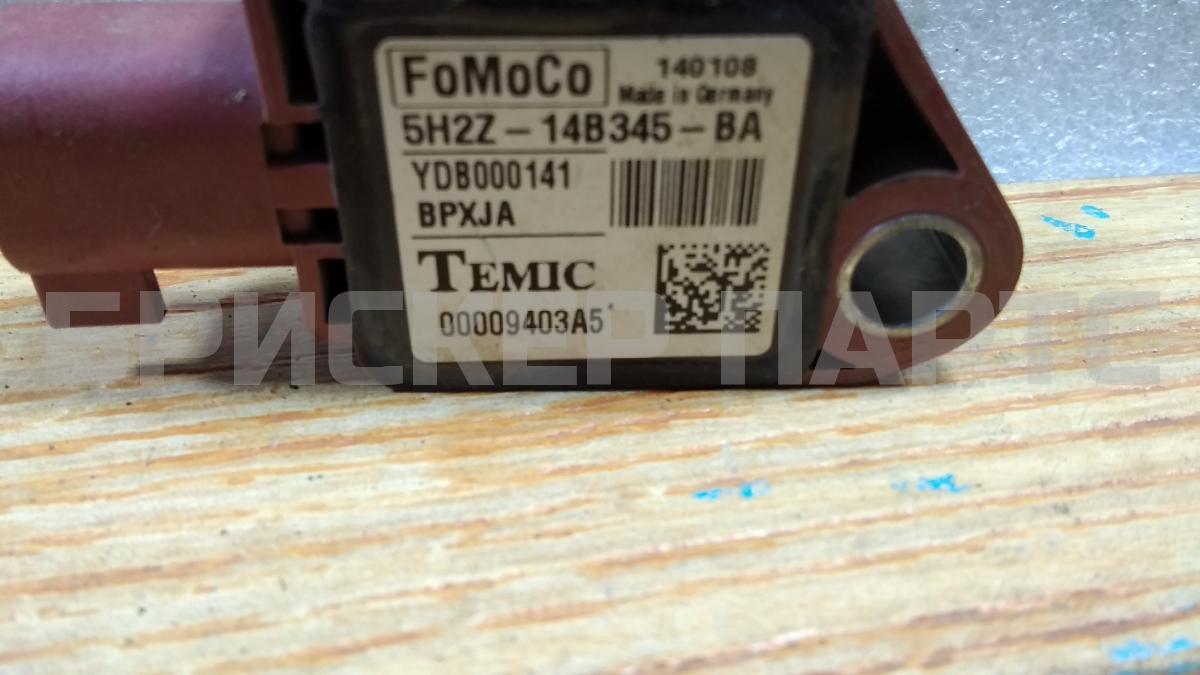 FoMoCo
140108
Made in Germany
5H2Z-14B345-BA
YDB000141
BPXJA
TEMIC
00009403A5
БРИСКЕР ПАРТС